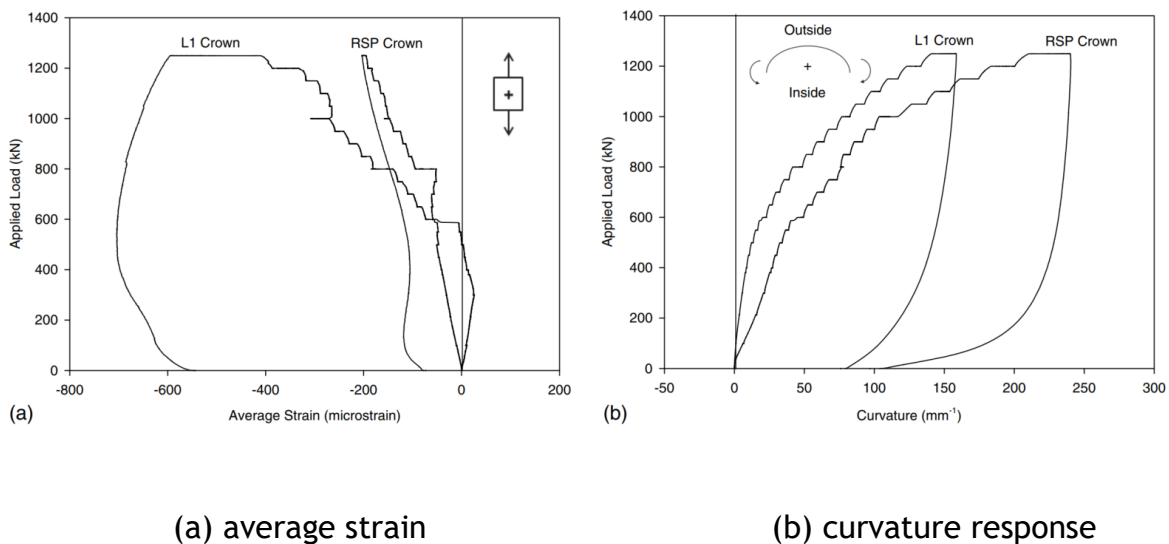 1400
1200
1000
800
600
400
200
0
Applied Load (kN)
L1 Crown
RSP Crown
-800
-600
-400
-200
0
200
Average Strain (microstrain)
(a)
1400
1200
1000
800
600
400
200
0
Applied Load (kN)
Outside
Inside
L1 Crown
RSP Crown
-50
0
50
100
150
200
250
300
Curvature (mm⁻¹)
(b)
(a) average strain
(b) curvature response